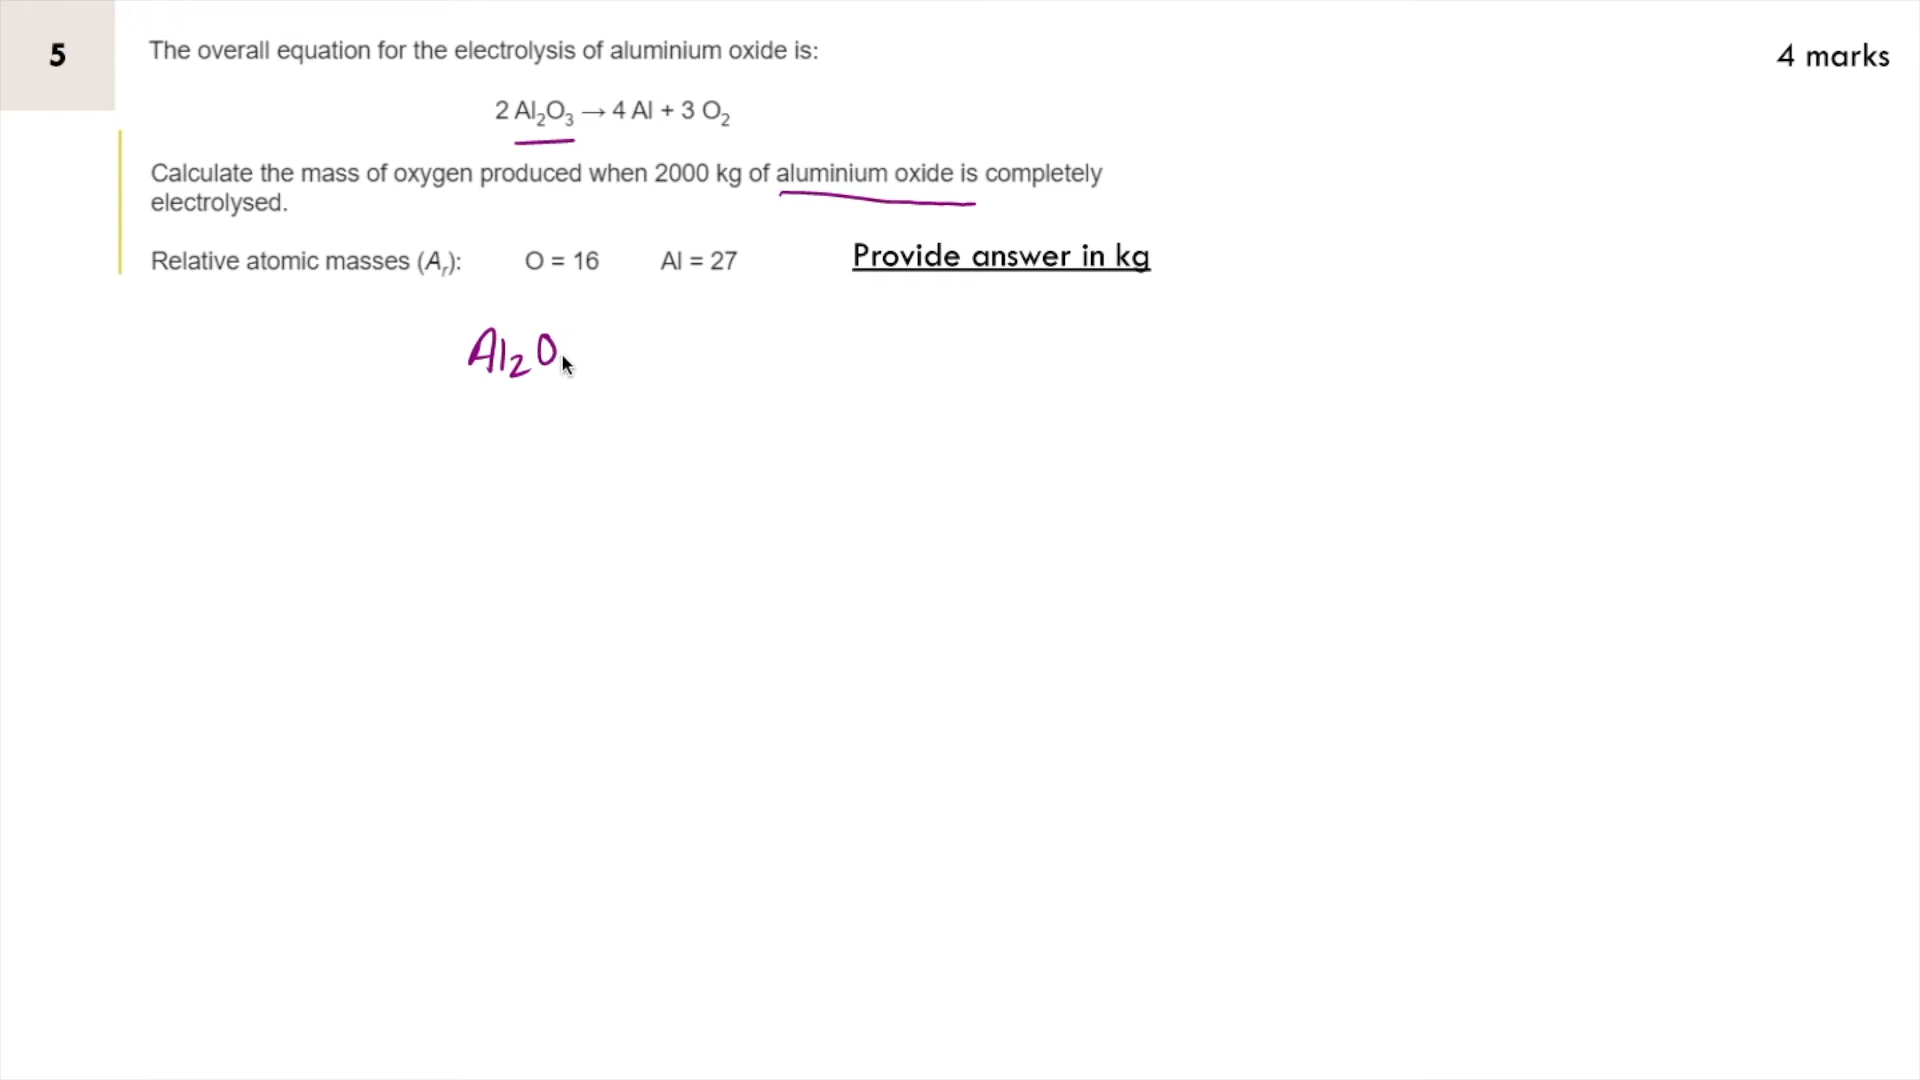 5
The overall equation for the electrolysis of aluminium oxide is:
4 marks
2 Al₂O₃ → 4 Al + 3 O₂
Calculate the mass of oxygen produced when 2000 kg of aluminium oxide is completely
electrolysed.
Relative atomic masses (Aᵣ): O = 16 Al = 27
Provide answer in kg
Al₂O